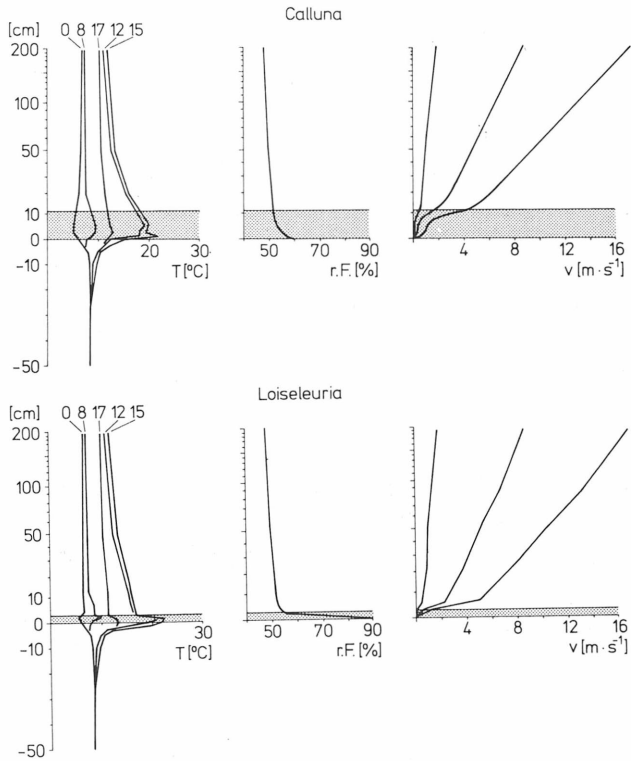 Calluna
[cm] 0 8 17 12 15
200
100
50
10
0
-10
-50
20 30
T [°C]
50 70 90
r.F. [%]
4 8 12 16
v [m · s⁻¹]
Loiseleuria
[cm] 0 8 17 12 15
200
100
50
10
0
-10
-50
30
T [°C]
50 70 90
r.F. [%]
0 4 8 12 16
v [m · s⁻¹]